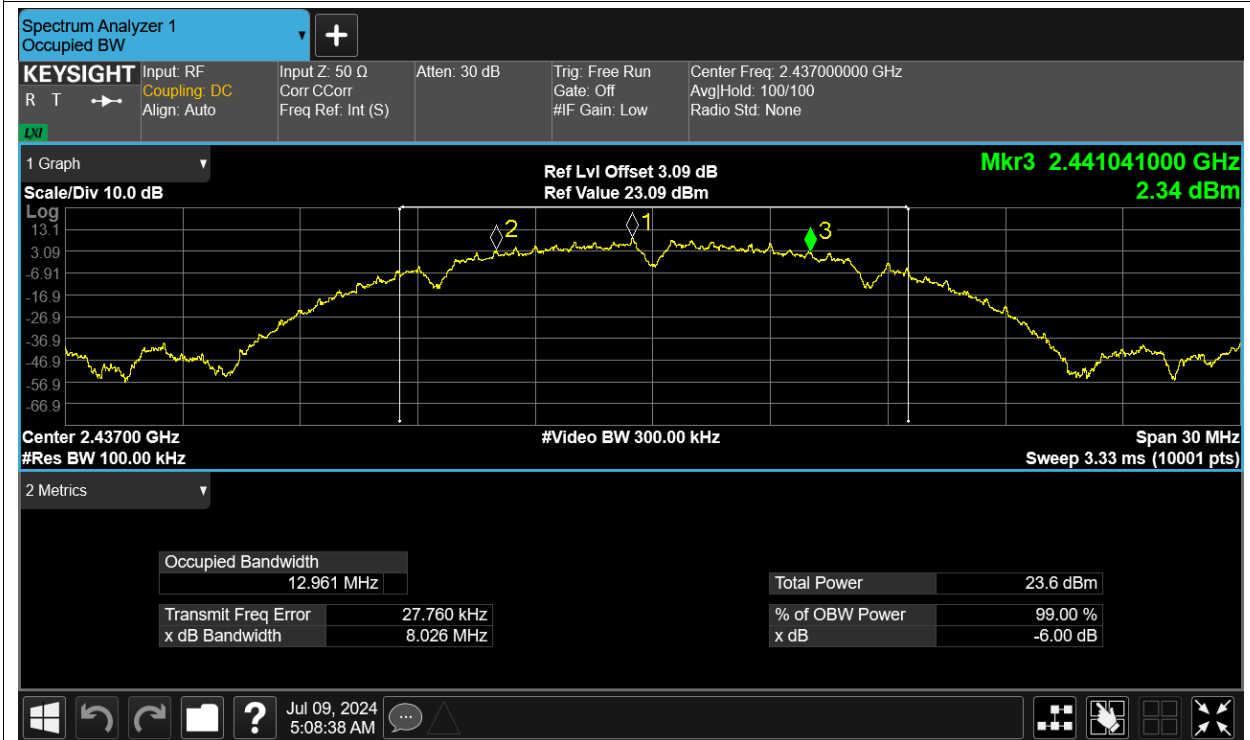 Spectrum Analyzer 1
Occupied BW
KEYSIGHT
R T
LXI
Input: RF
Coupling: DC
Align: Auto
Input Z: 50 Ω
Corr CCorr
Freq Ref: Int (S)
Atten: 30 dB
Trig: Free Run
Gate: Off
#IF Gain: Low
Center Freq: 2.437000000 GHz
Avg|Hold: 100/100
Radio Std: None
1 Graph
Scale/Div 10.0 dB
Ref Lvl Offset 3.09 dB
Ref Value 23.09 dBm
Mkr3 2.441041000 GHz
2.34 dBm
Log
13.1
3.09
-6.91
-16.9
-26.9
-36.9
-46.9
-56.9
-66.9
2
1
3
Center 2.43700 GHz
#Video BW 300.00 kHz
Span 30 MHz
#Res BW 100.00 kHz
Sweep 3.33 ms (10001 pts)
2 Metrics
Occupied Bandwidth
12.961 MHz
Transmit Freq Error 27.760 kHz
x dB Bandwidth 8.026 MHz
Total Power 23.6 dBm
% of OBW Power 99.00 %
x dB -6.00 dB
?
Jul 09, 2024
5:08:38 AM